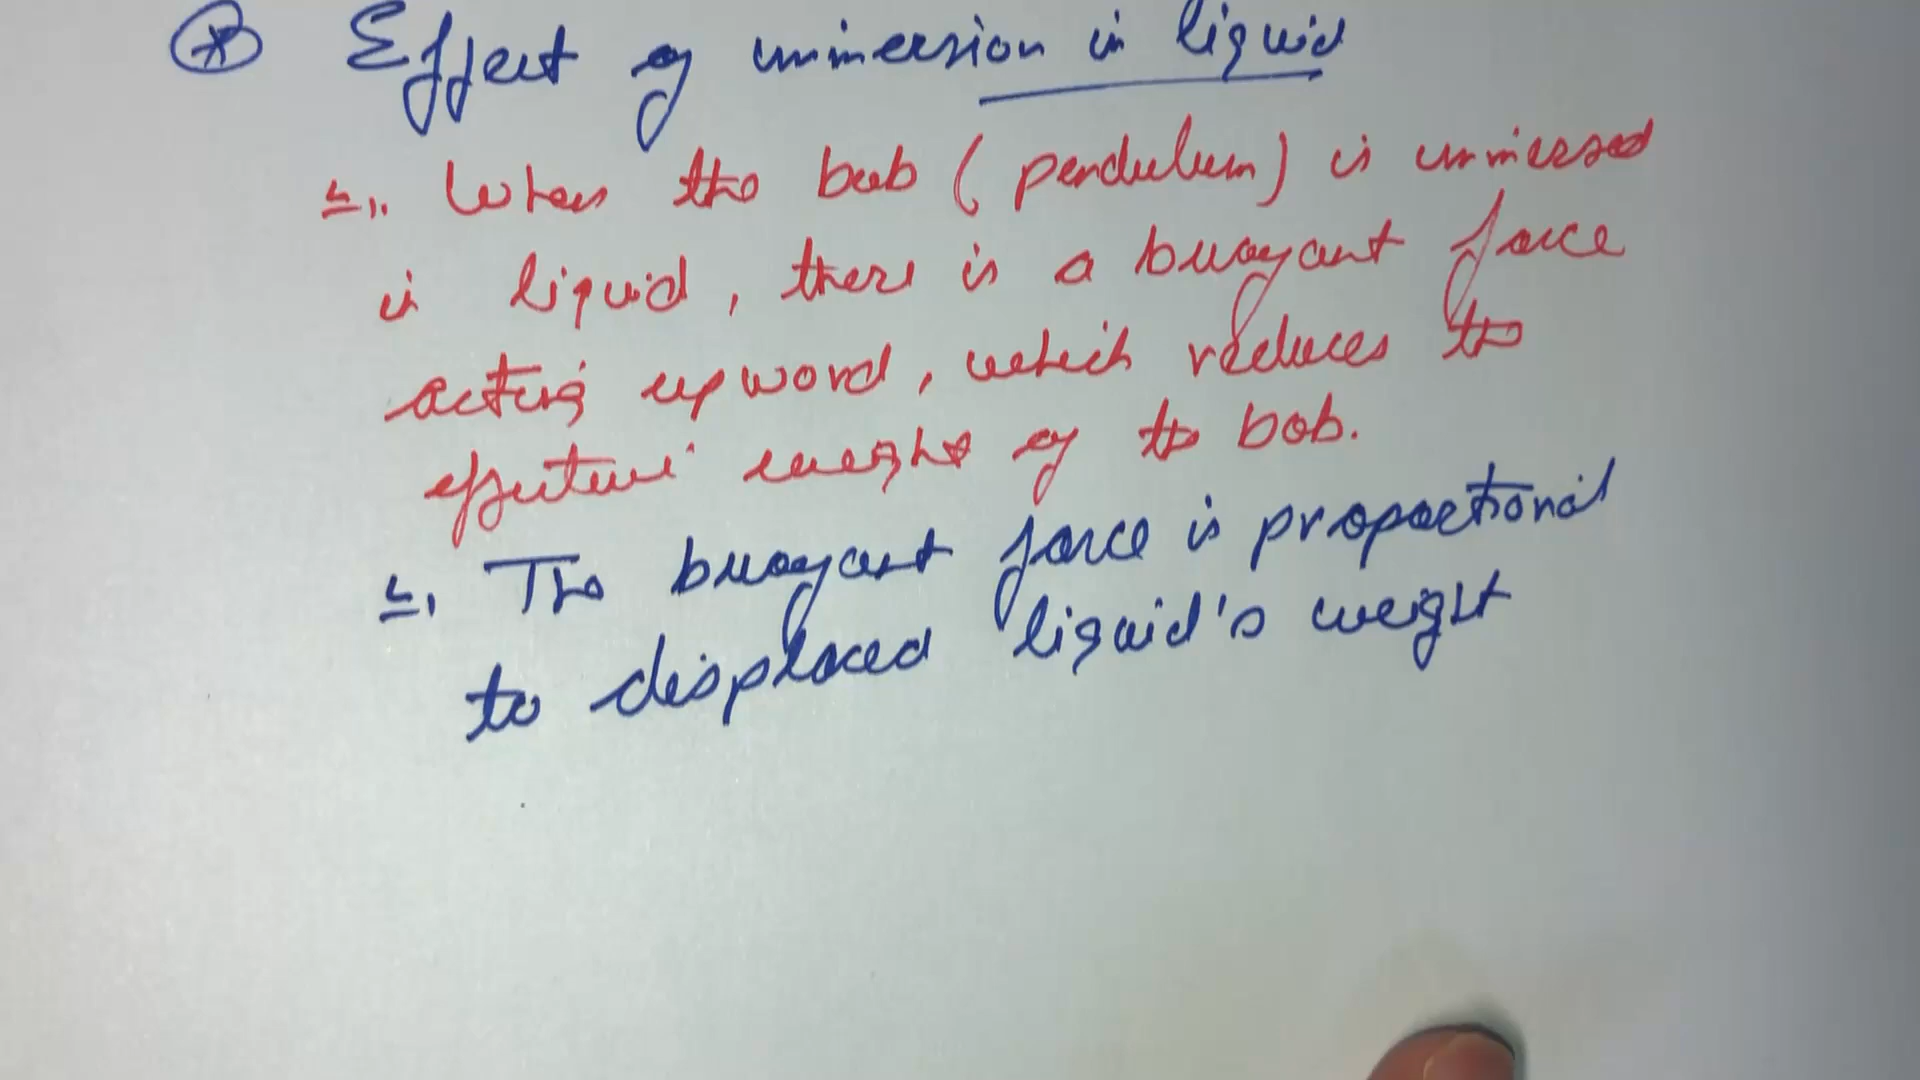 Effect of immersion in liquid
When the bob (pendulum) is immersed
in liquid, there is a buoyant force
acting upword, which reduces the
effective weight of the bob.
The buoyant force is proportional
to displaced liquid's weight